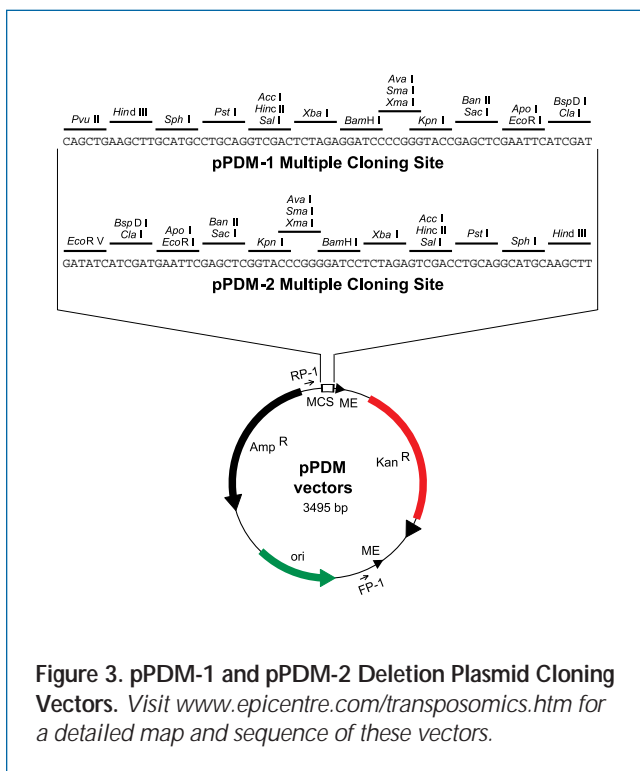 Ava I
Acc I Sma I Ban II Apo I BspD I
Pvu II Hind III Sph I Pst I Hinc II Xba I BamH I Xma I Kpn I Sac I EcoR I Cla I
Sal I
CAGCTGAAGCTTGCATGCCTGCAGGTCGACTCTAGAGGATCCCCGGGTACCGAGCTCGAATTCATCGAT
pPDM-1 Multiple Cloning Site
Ava I
BspD I Apo I Ban II Sma I Acc I
EcoR V Cla I EcoR I Sac I Kpn I Xma I BamH I Xba I Hinc II Pst I Sph I Hind III
Sal I
GATATCATCGATGAATTCGAGCTCGGTACCCGGGGATCCTCTAGAGTCGACCTGCAGGCATGCAAGCTT
pPDM-2 Multiple Cloning Site
RP-1
MCS ME
Amp R
Kan R
pPDM
vectors
3495 bp
ori
ME
FP-1
Figure 3. pPDM-1 and pPDM-2 Deletion Plasmid Cloning
Vectors. Visit www.epicentre.com/transposomics.htm for
a detailed map and sequence of these vectors.